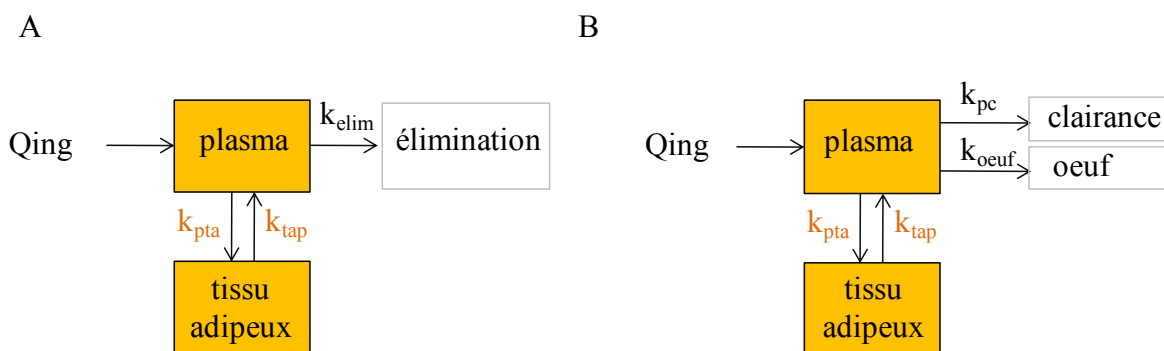 A
B
Qing
plasma
k_elim
élimination
k_pta
k_tap
tissu
adipeux
Qing
plasma
k_pc
clairance
k_oeuf
oeuf
k_pta
k_tap
tissu
adipeux